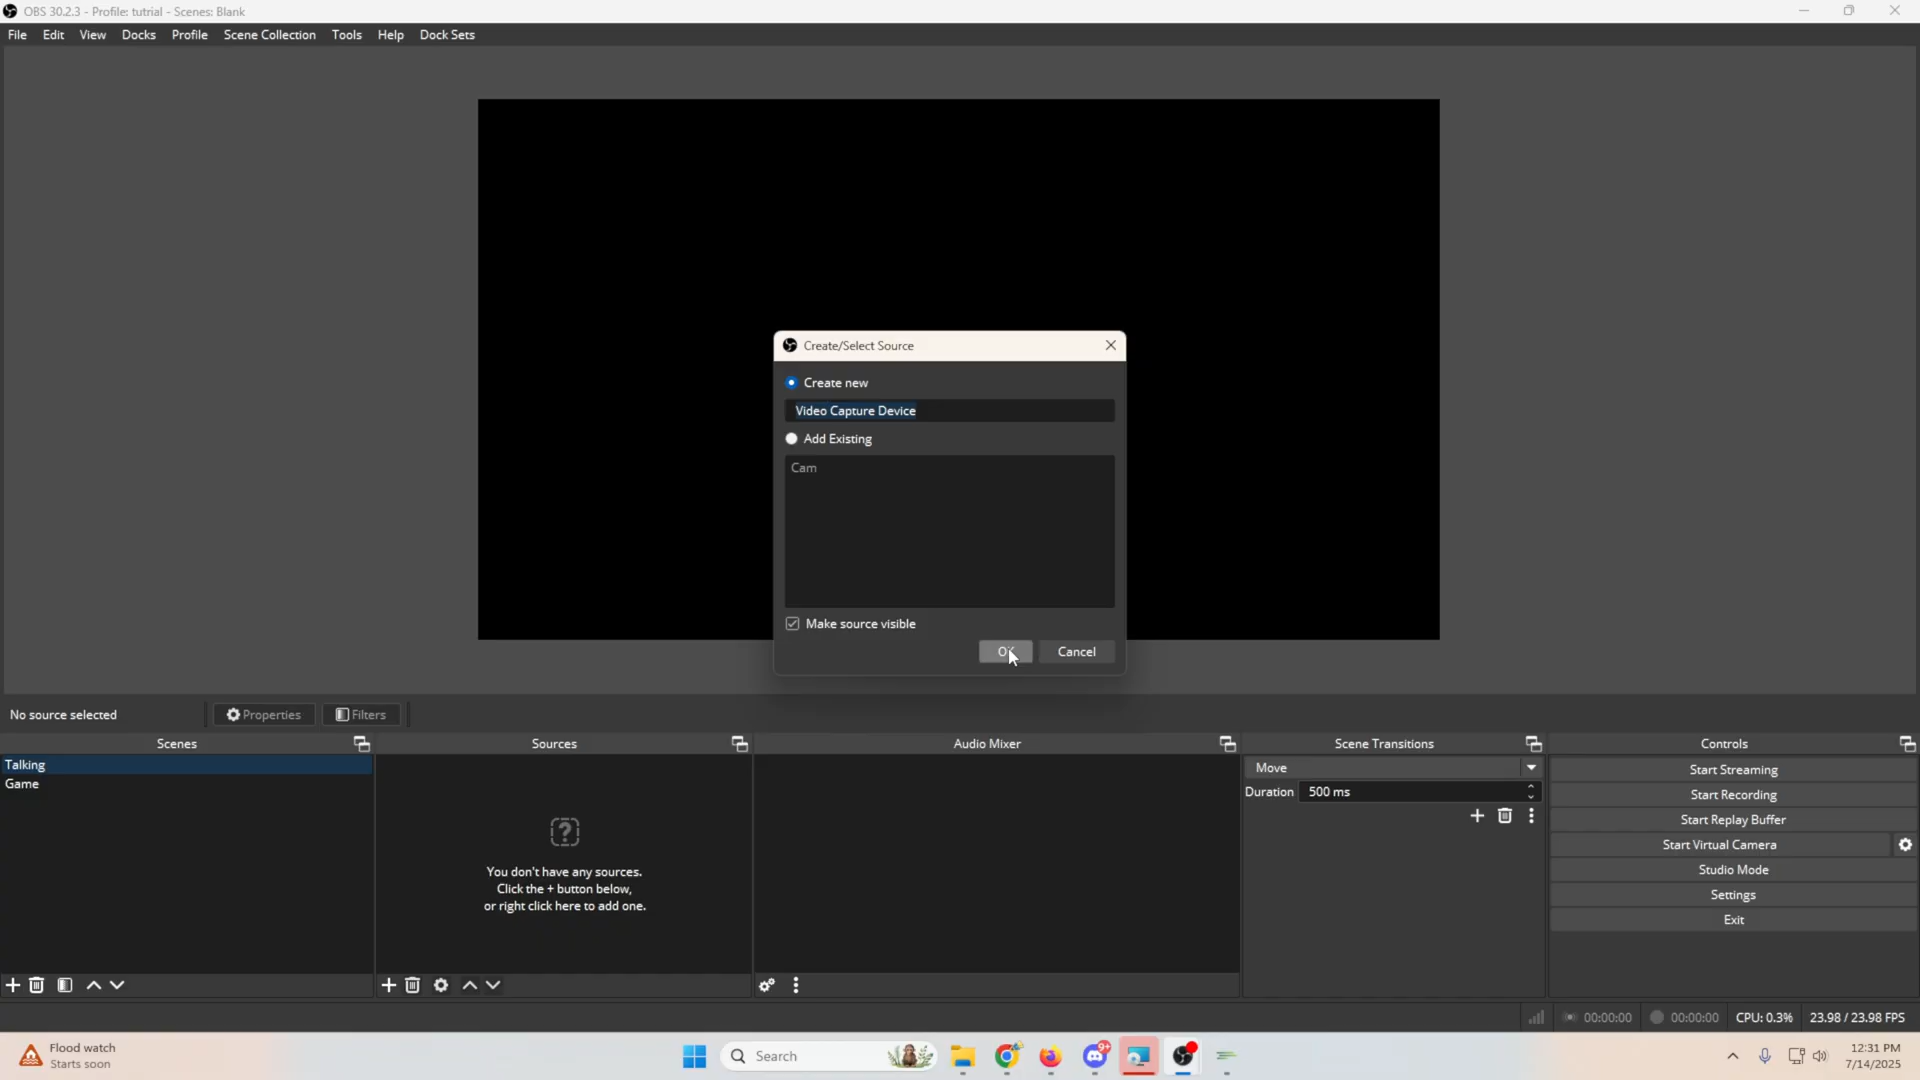 OBS 30.2.3 - Profile: tutrial - Scenes: Blank
File Edit View Docks Profile Scene Collection Tools Help Dock Sets
Create/Select Source
Create new
Video Capture Device
Add Existing
Cam
Make source visible
OK Cancel
No source selected Properties Filters
Scenes Sources Audio Mixer Scene Transitions Controls
Talking
Game
You don't have any sources.
Click the + button below,
or right click here to add one.
Move
Duration 500 ms
Start Streaming
Start Recording
Start Replay Buffer
Start Virtual Camera
Studio Mode
Settings
Exit
00:00:00 00:00:00 CPU: 0.3% 23.98 / 23.98 FPS
Flood watch
Starts soon
Search
9+
12:31 PM
7/14/2025